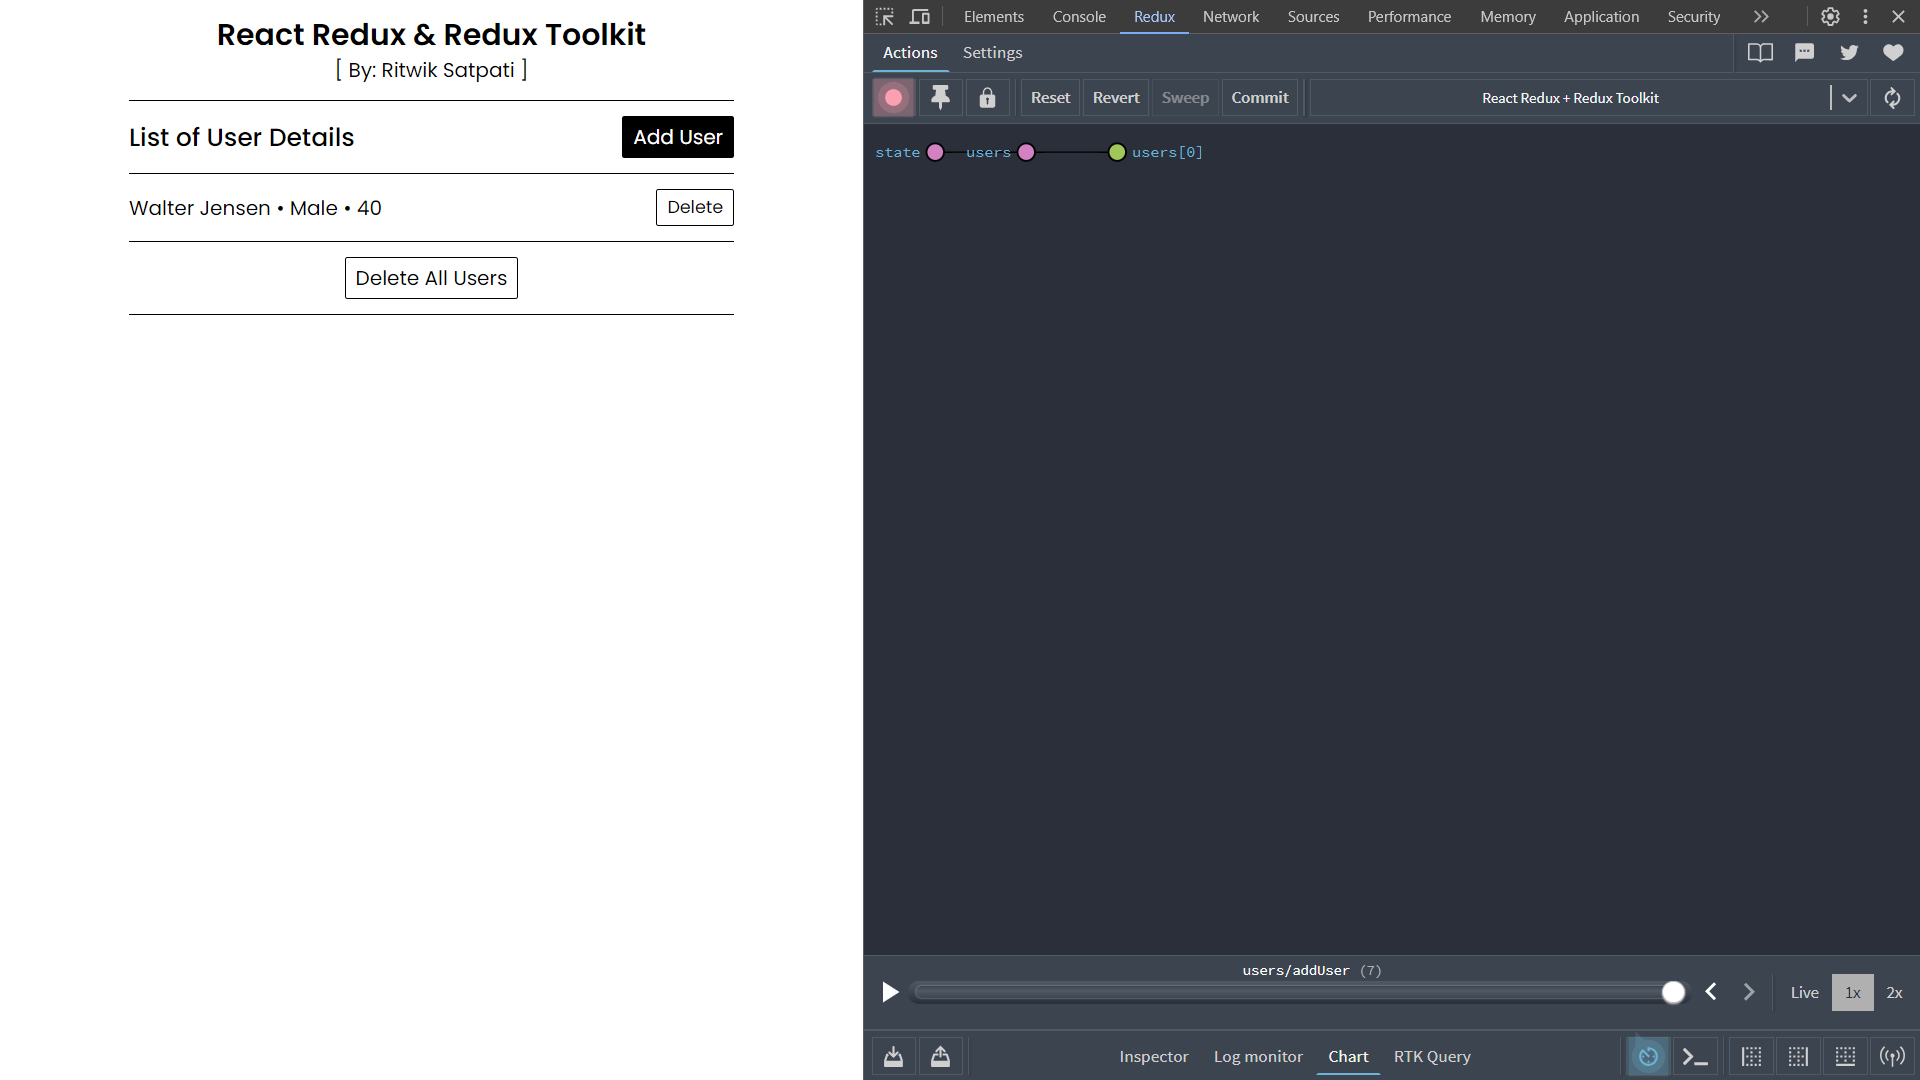 React Redux & Redux Toolkit
[ By: Ritwik Satpati ]
List of User Details
Add User
Walter Jensen • Male • 40
Delete
Delete All Users
Elements Console Redux Network Sources Performance Memory Application Security
Actions Settings
Reset Revert Sweep Commit React Redux + Redux Toolkit
state users users[0]
users/addUser (7)
Live 1x 2x
Inspector Log monitor Chart RTK Query